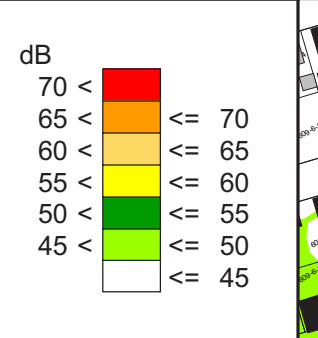 dB
70 <
65 < <= 70
60 < <= 65
55 < <= 60
50 < <= 55
45 < <= 50
<= 45